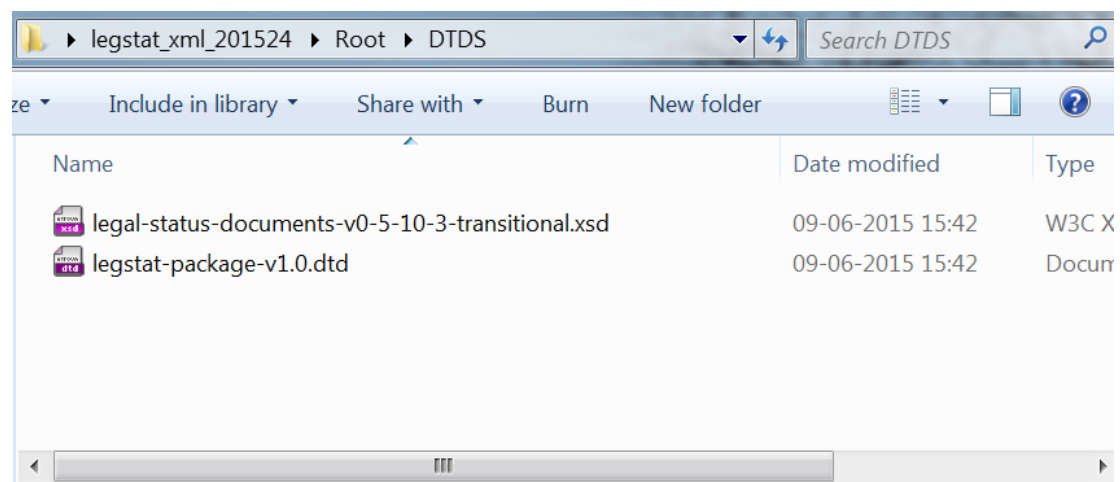 legstat_xml_201524 Root DTDS Search DTDS
ze Include in library Share with Burn New folder
Name Date modified Type
legal-status-documents-v0-5-10-3-transitional.xsd 09-06-2015 15:42 W3C X
legstat-package-v1.0.dtd 09-06-2015 15:42 Docum